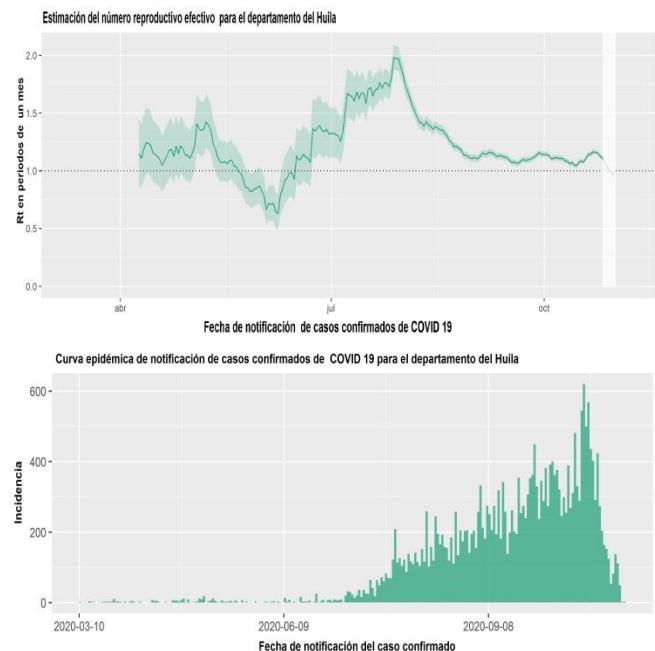 Estimación del número reproductivo efectivo para el departamento del Huila
2.0
1.5
1.0
0.5
0.0
Rt en periodos de un mes
abr
jul
oct
Fecha de notificación de casos confirmados de COVID 19
Curva epidémica de notificación de casos confirmados de COVID 19 para el departamento del Huila
600
400
200
0
Incidencia
2020-03-10
2020-06-09
2020-09-08
Fecha de notificación del caso confirmado